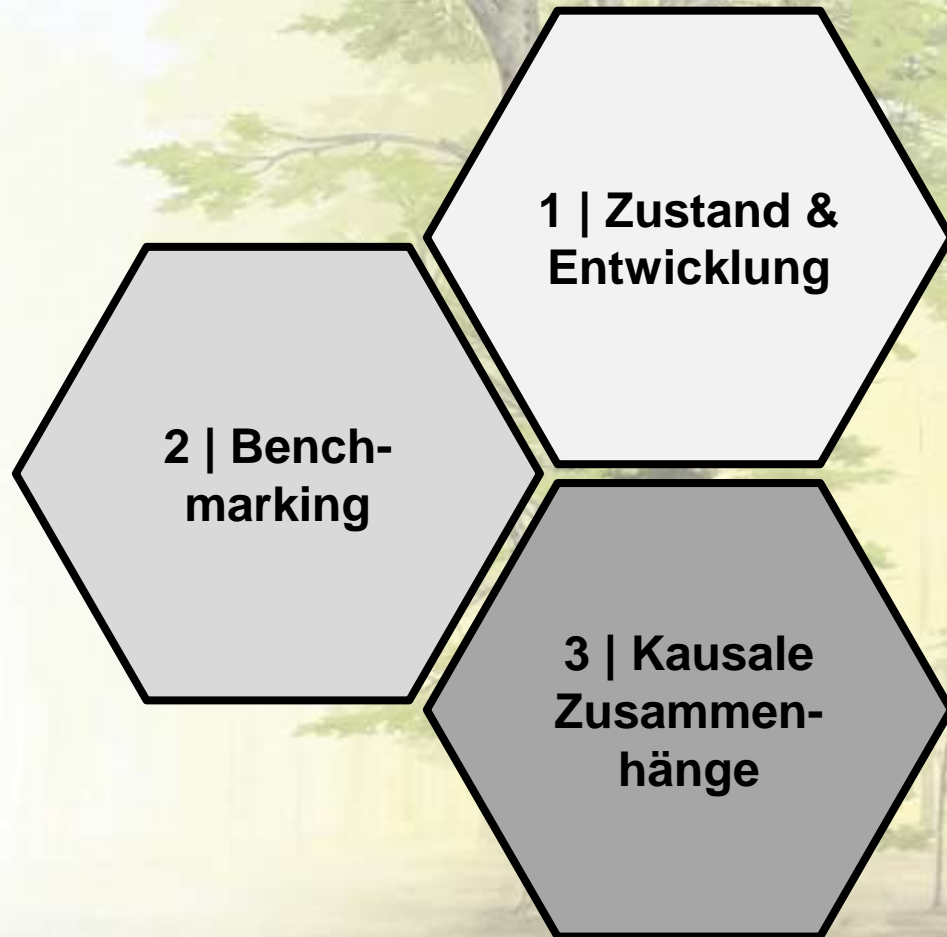 1 | Zustand &
Entwicklung
2 | Bench-
marking
3 | Kausale
Zusammen-
hänge